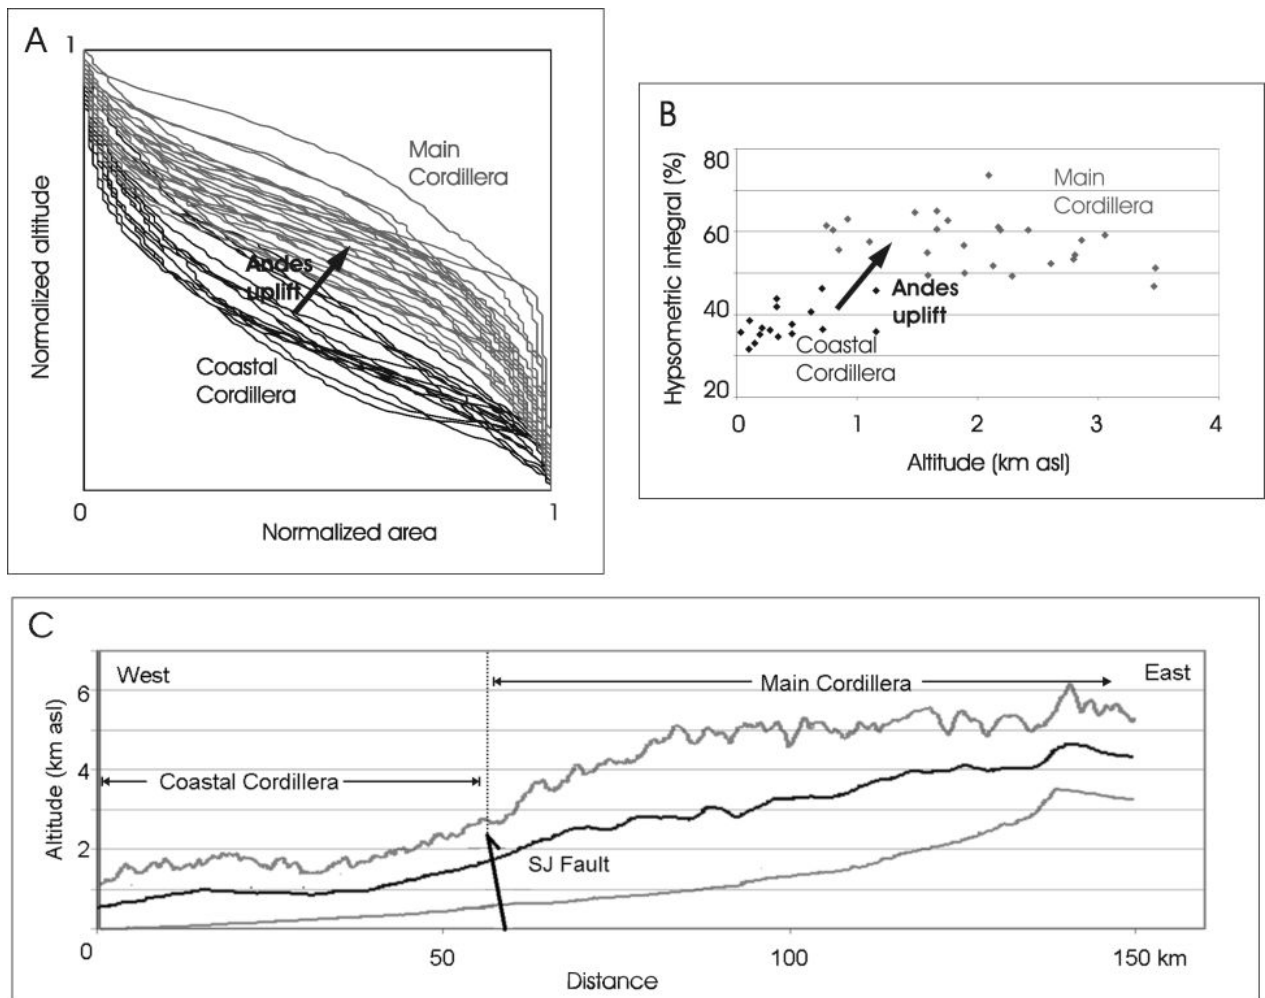 A
1
Normalized altitude
Main
Cordillera
Andes
uplift
Coastal
Cordillera
0
1
Normalized area
B
Hypsometric integral (%)
80
60
40
20
Main
Cordillera
Andes
uplift
Coastal
Cordillera
0
1
2
3
4
Altitude (km asl)
C
West
East
Main Cordillera
Coastal Cordillera
SJ Fault
Altitude (km asl)
6
4
2
0
50
100
150 km
Distance